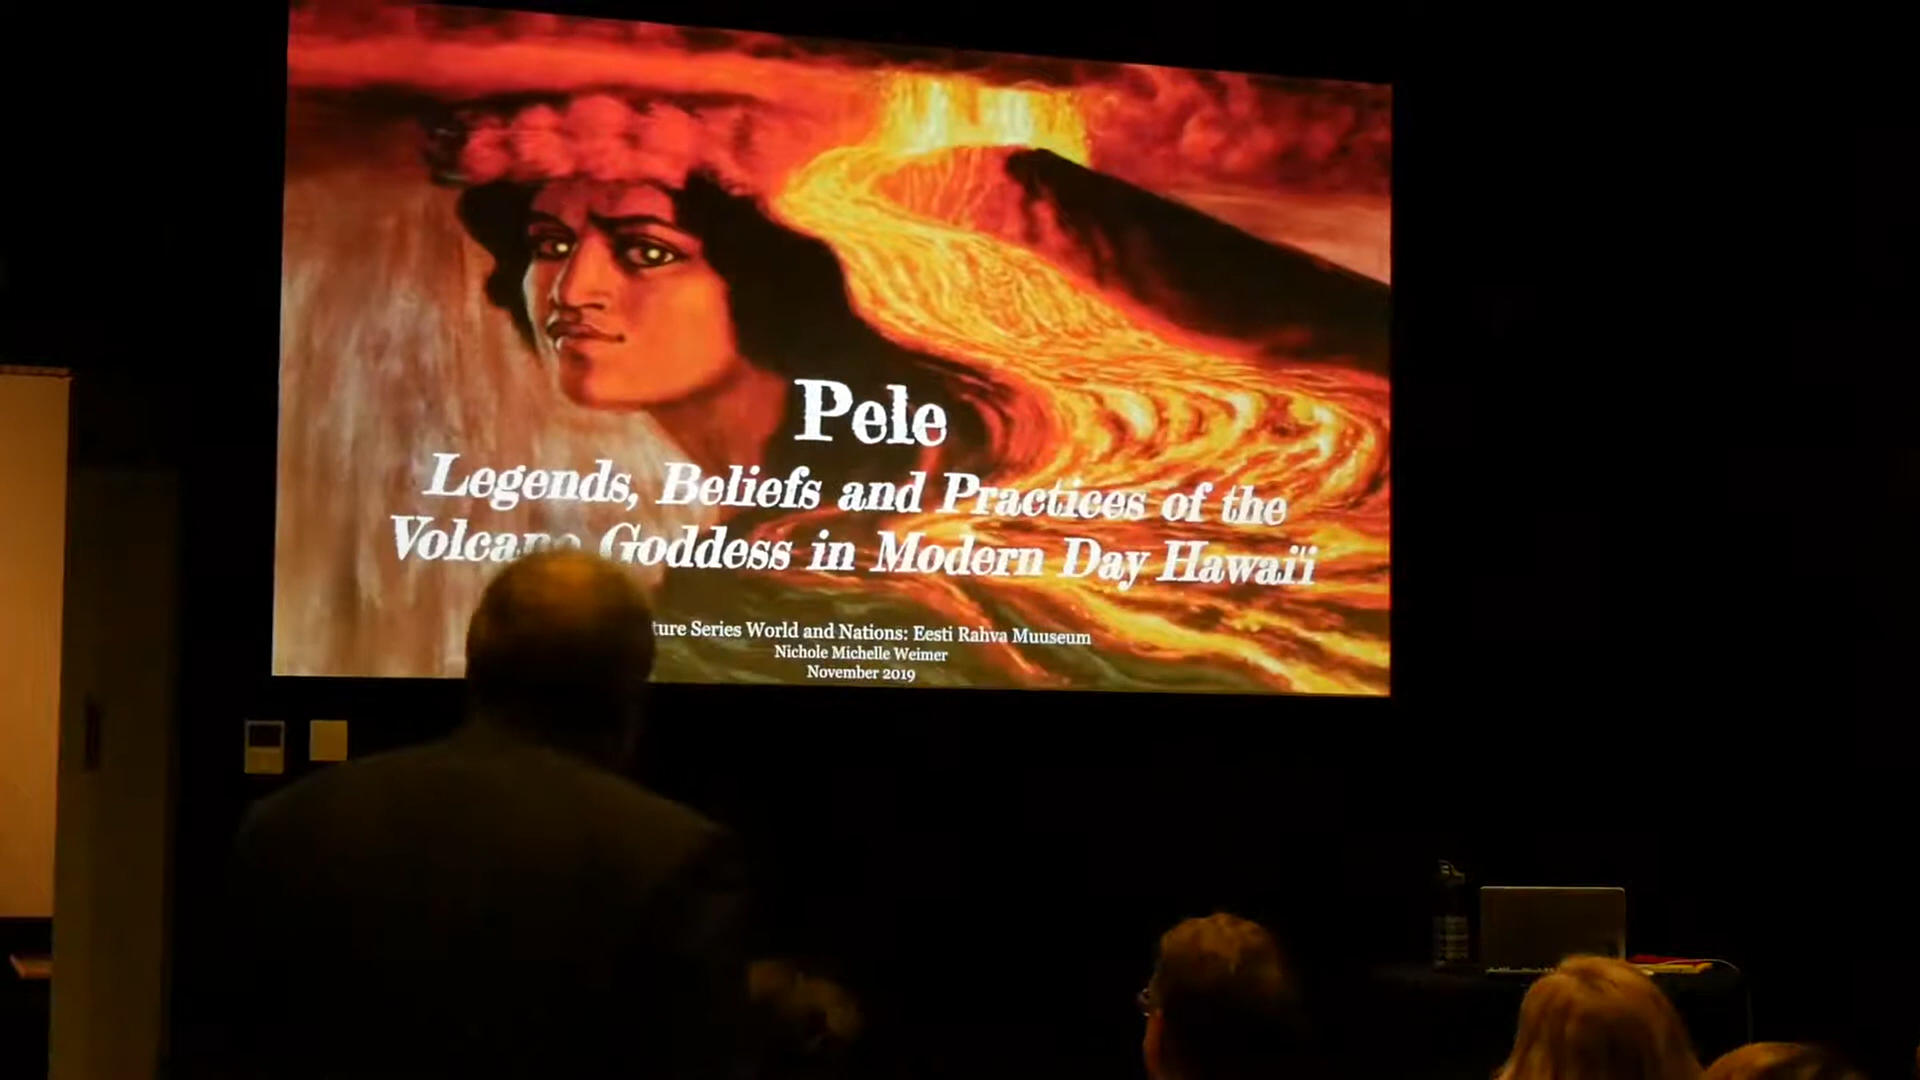 Pele
Legends, Beliefs and Practices of the
Goddess in Modern Day Hawai'i
Series World and Nations: Eesti Rahva Muuseum
Nichole Michelle Weimer
November 2019